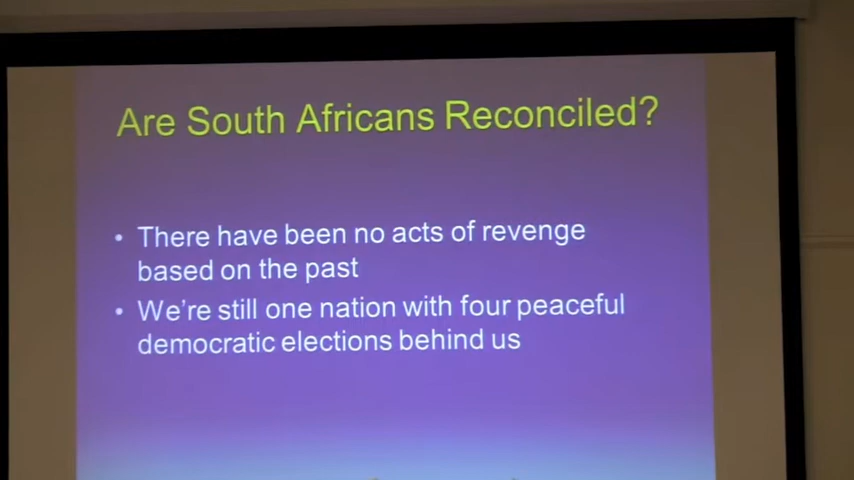 Are South Africans Reconciled?
• There have been no acts of revenge
based on the past
• We're still one nation with four peaceful
democratic elections behind us